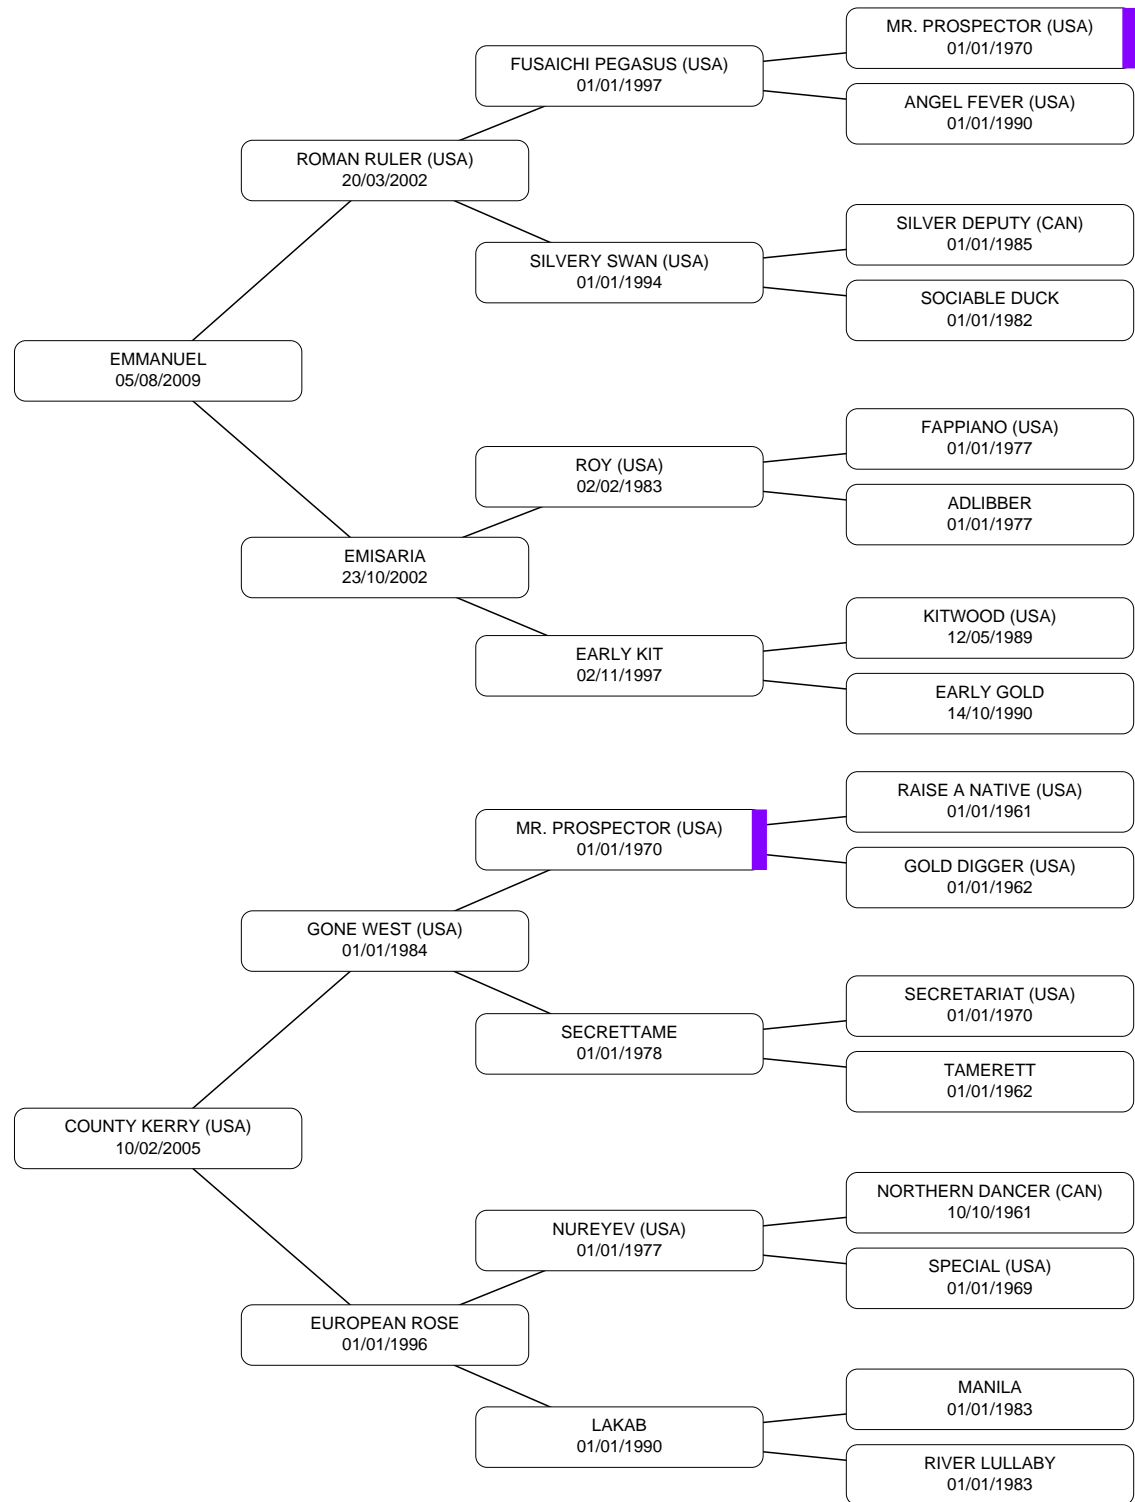 MR. PROSPECTOR (USA)
01/01/1970
FUSAICHI PEGASUS (USA)
01/01/1997
ANGEL FEVER (USA)
01/01/1990
ROMAN RULER (USA)
20/03/2002
SILVER DEPUTY (CAN)
01/01/1985
SILVERY SWAN (USA)
01/01/1994
SOCIABLE DUCK
01/01/1982
EMMANUEL
05/08/2009
FAPPIANO (USA)
01/01/1977
ROY (USA)
02/02/1983
ADLIBBER
01/01/1977
EMISARIA
23/10/2002
KITWOOD (USA)
12/05/1989
EARLY KIT
02/11/1997
EARLY GOLD
14/10/1990
RAISE A NATIVE (USA)
01/01/1961
MR. PROSPECTOR (USA)
01/01/1970
GOLD DIGGER (USA)
01/01/1962
GONE WEST (USA)
01/01/1984
SECRETARIAT (USA)
01/01/1970
SECRETTAME
01/01/1978
TAMERETT
01/01/1962
COUNTY KERRY (USA)
10/02/2005
NORTHERN DANCER (CAN)
10/10/1961
NUREYEV (USA)
01/01/1977
SPECIAL (USA)
01/01/1969
EUROPEAN ROSE
01/01/1996
MANILA
01/01/1983
LAKAB
01/01/1990
RIVER LULLABY
01/01/1983